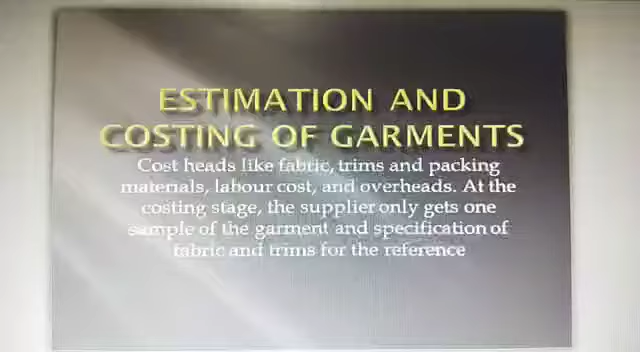 ESTIMATION AND
COSTING OF GARMENTS
Cost heads like fabric, trims and packing
materials, labour cost, and overheads. At the
costing stage, the supplier only gets one
sample of the garment and specification of
fabric and trims for the reference